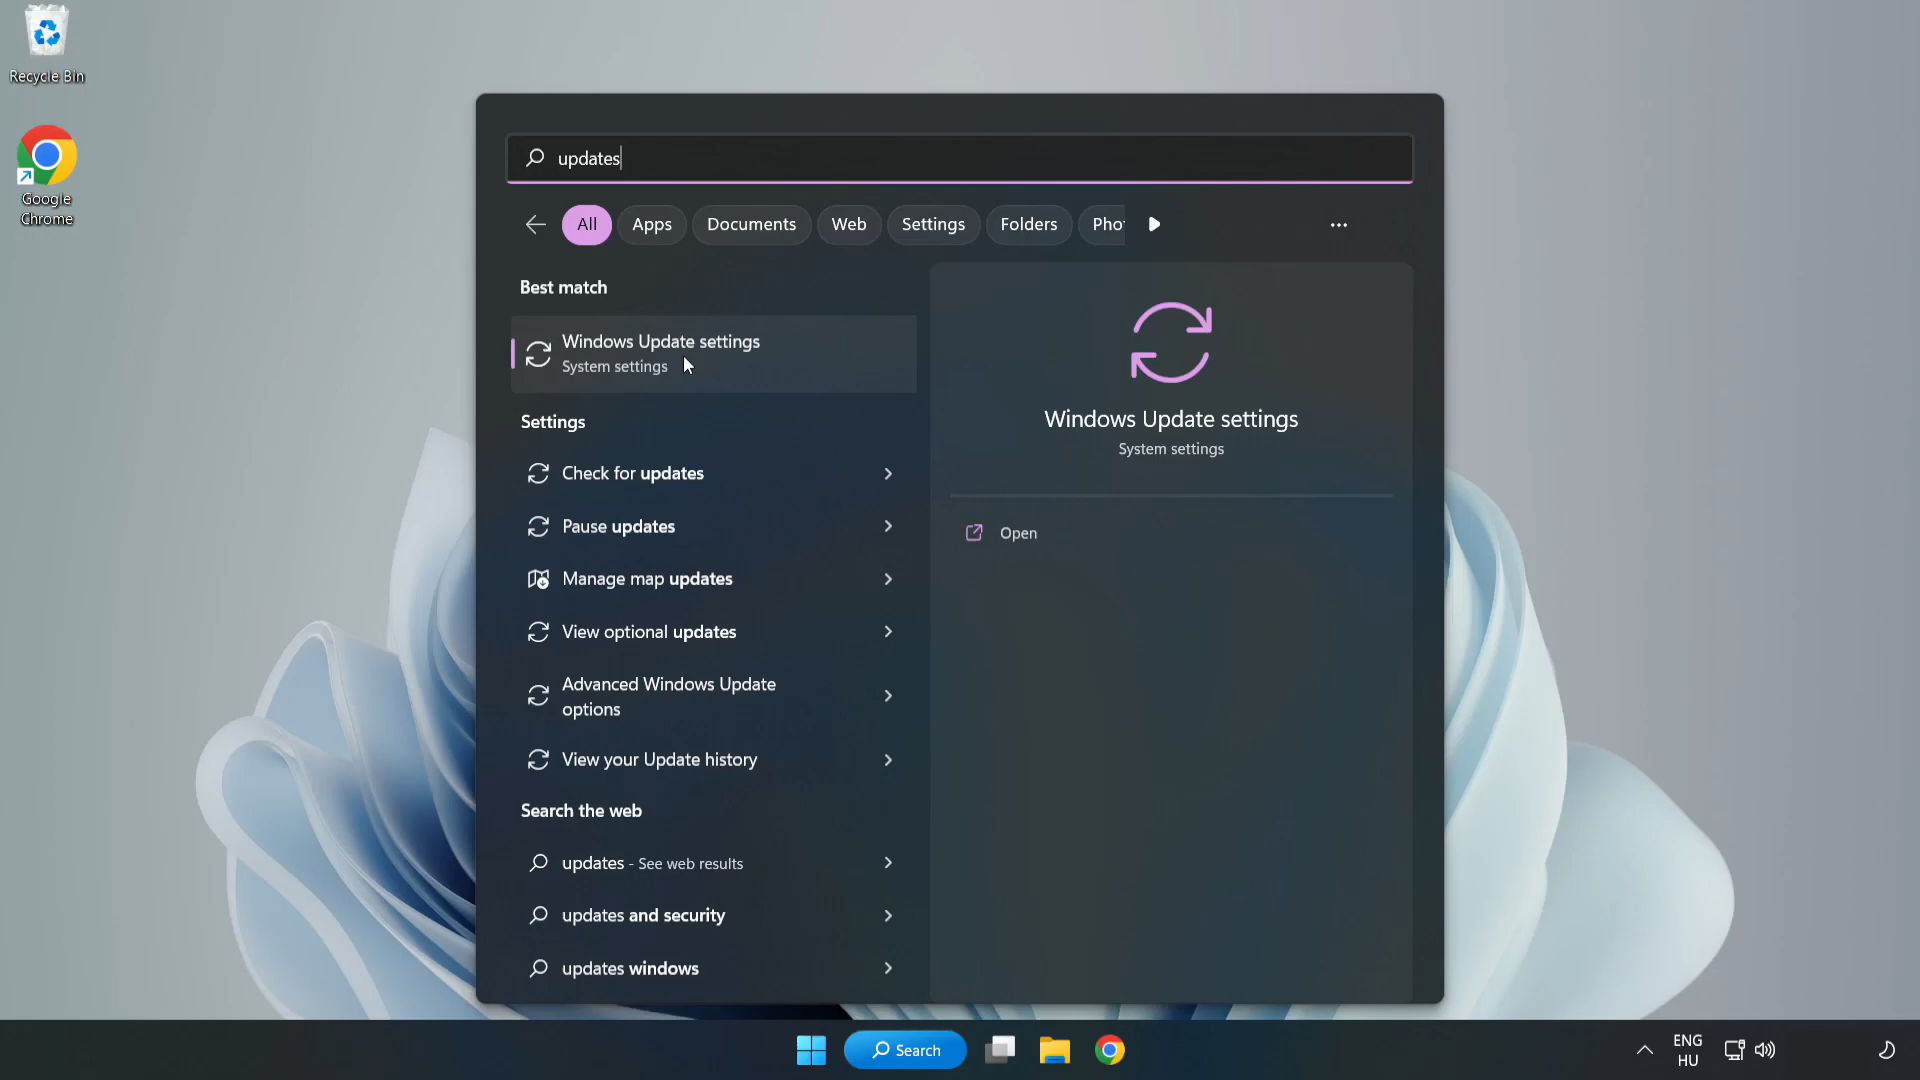 Recycle Bin
Google
Chrome
updates
All
Apps
Documents
Web
Settings
Folders
Pho
Best match
Windows Update settings
System settings
Settings
Check for updates
Pause updates
Manage map updates
View optional updates
Advanced Windows Update
options
View your Update history
Search the web
updates - See web results
updates and security
updates windows
Windows Update settings
System settings
Open
Search
ENG
HU